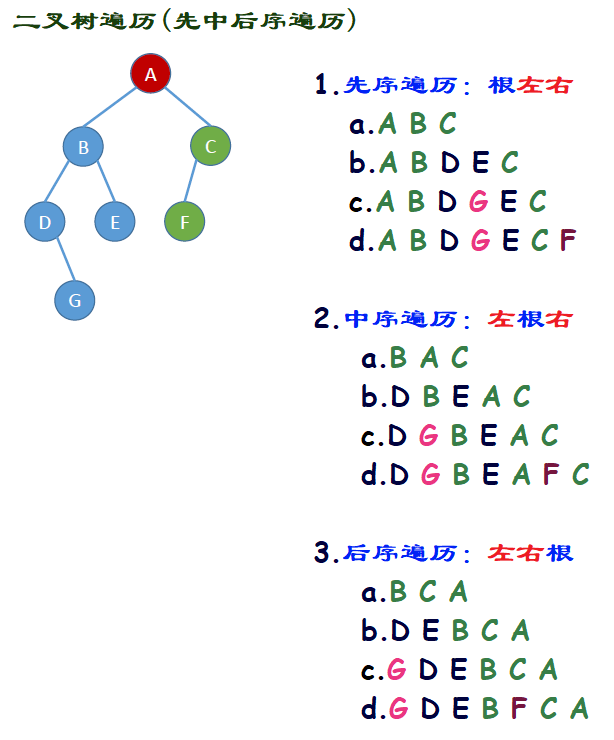 二叉树遍历(先中后序遍历)
A
B
C
D
E
F
G
1.先序遍历: 根左右
a.A B C
b.A B D E C
c.A B D G E C
d.A B D G E C F
2.中序遍历: 左根右
a.B A C
b.D B E A C
c.D G B E A C
d.D G B E A F C
3.后序遍历: 左右根
a.B C A
b.D E B C A
c.G D E B C A
d.G D E B F C A